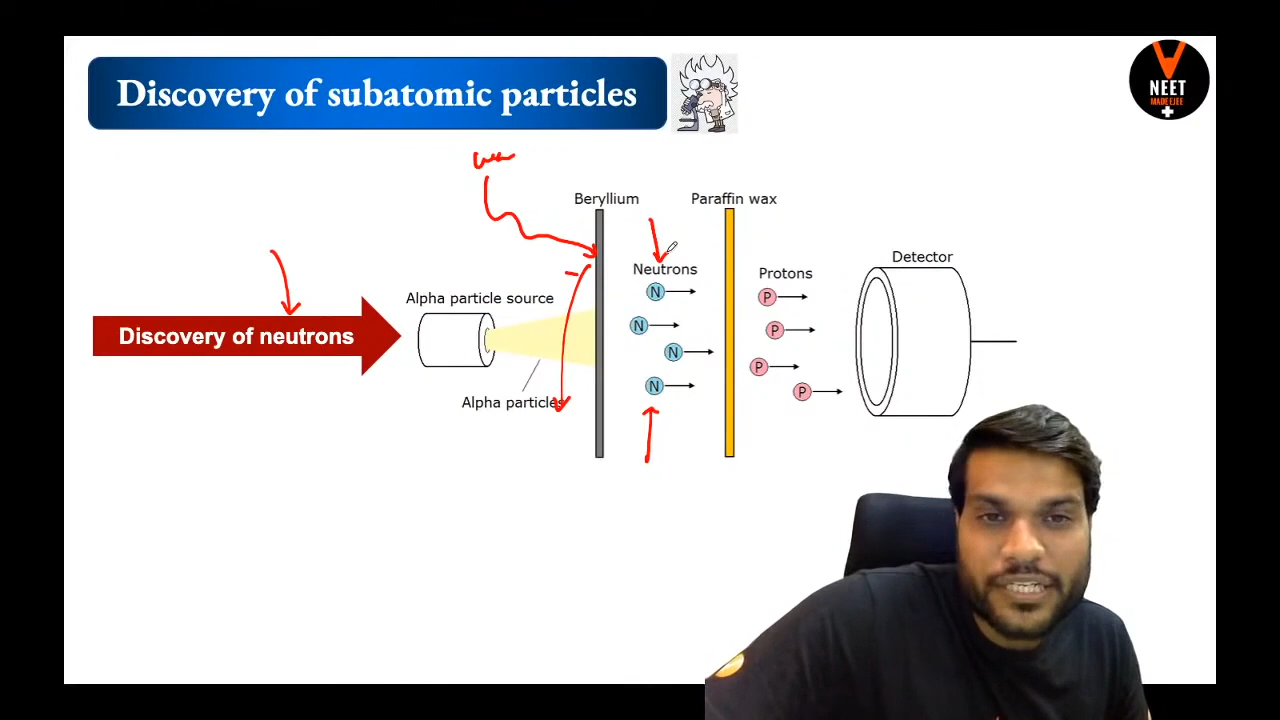 Discovery of subatomic particles
NEET
MADE EJEE
Beryllium
Paraffin wax
Detector
Neutrons
Protons
Alpha particle source
N
P
Discovery of neutrons
N
P
N
P
N
P
Alpha particles